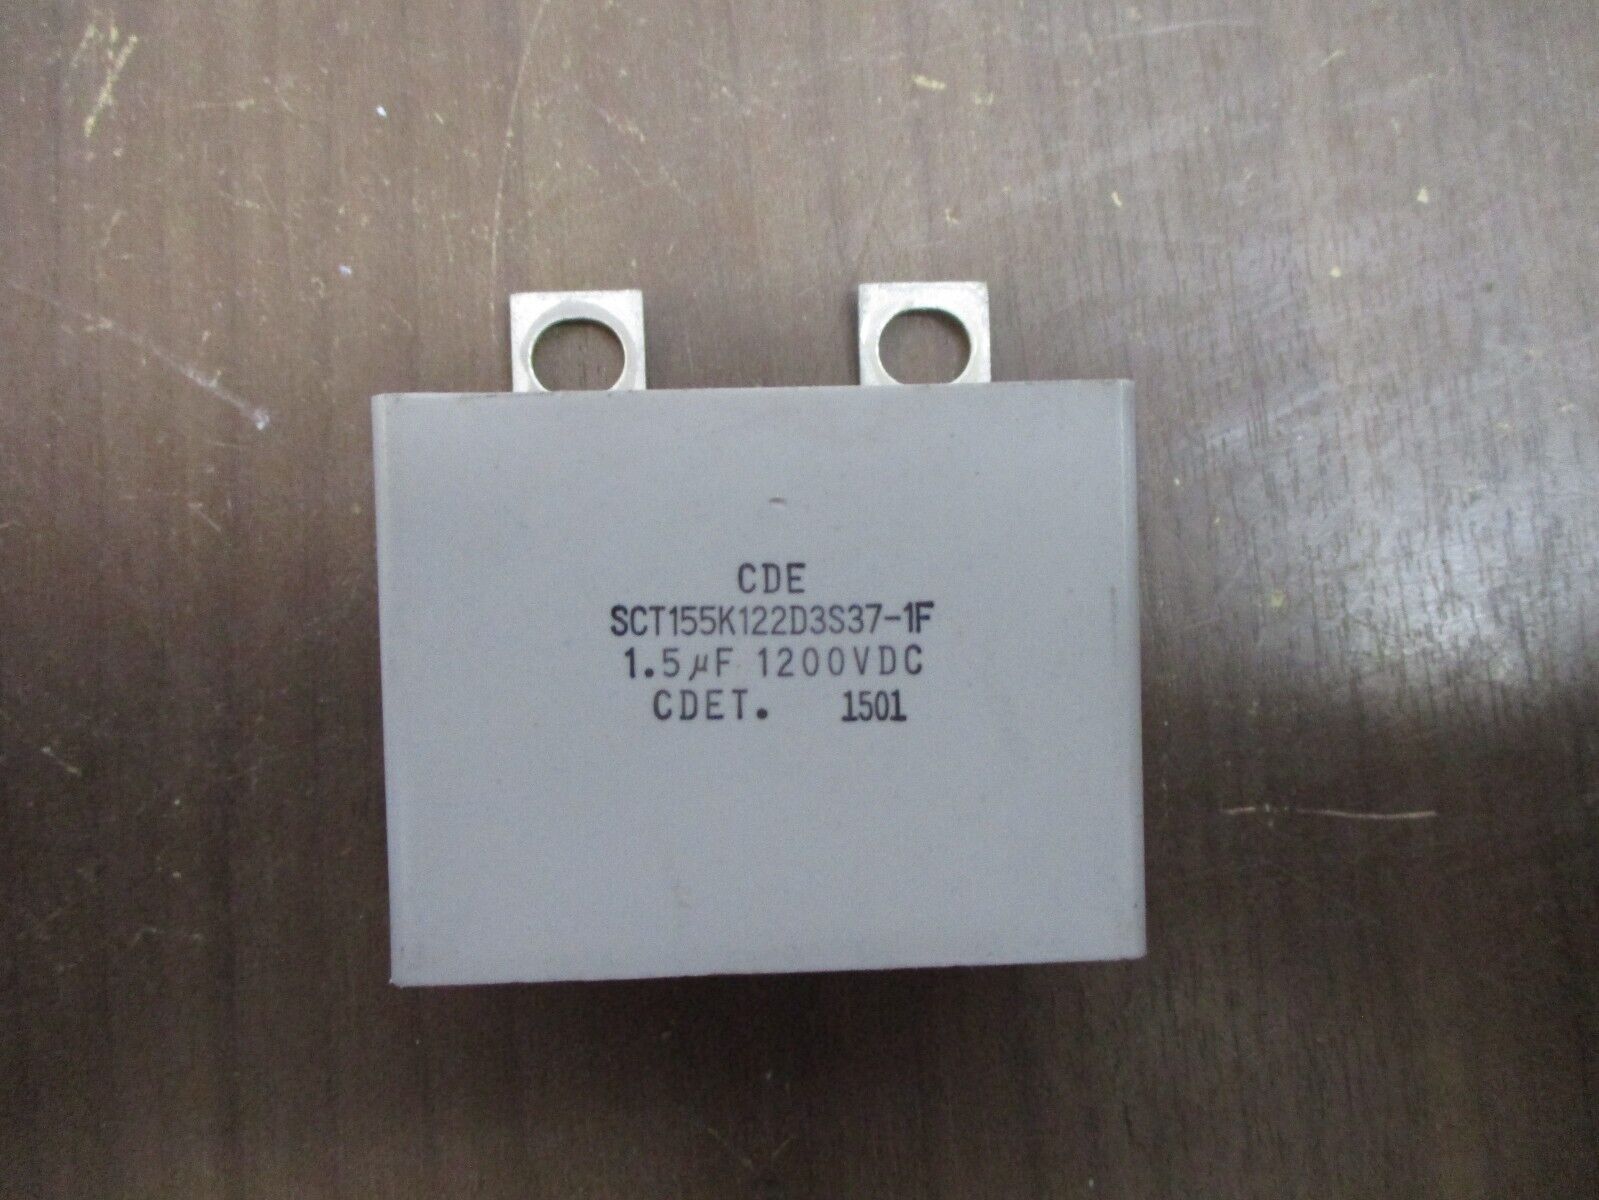 CDE
SCT155K122D3S37-1F
1.5µF 1200VDC
CDET. 1501